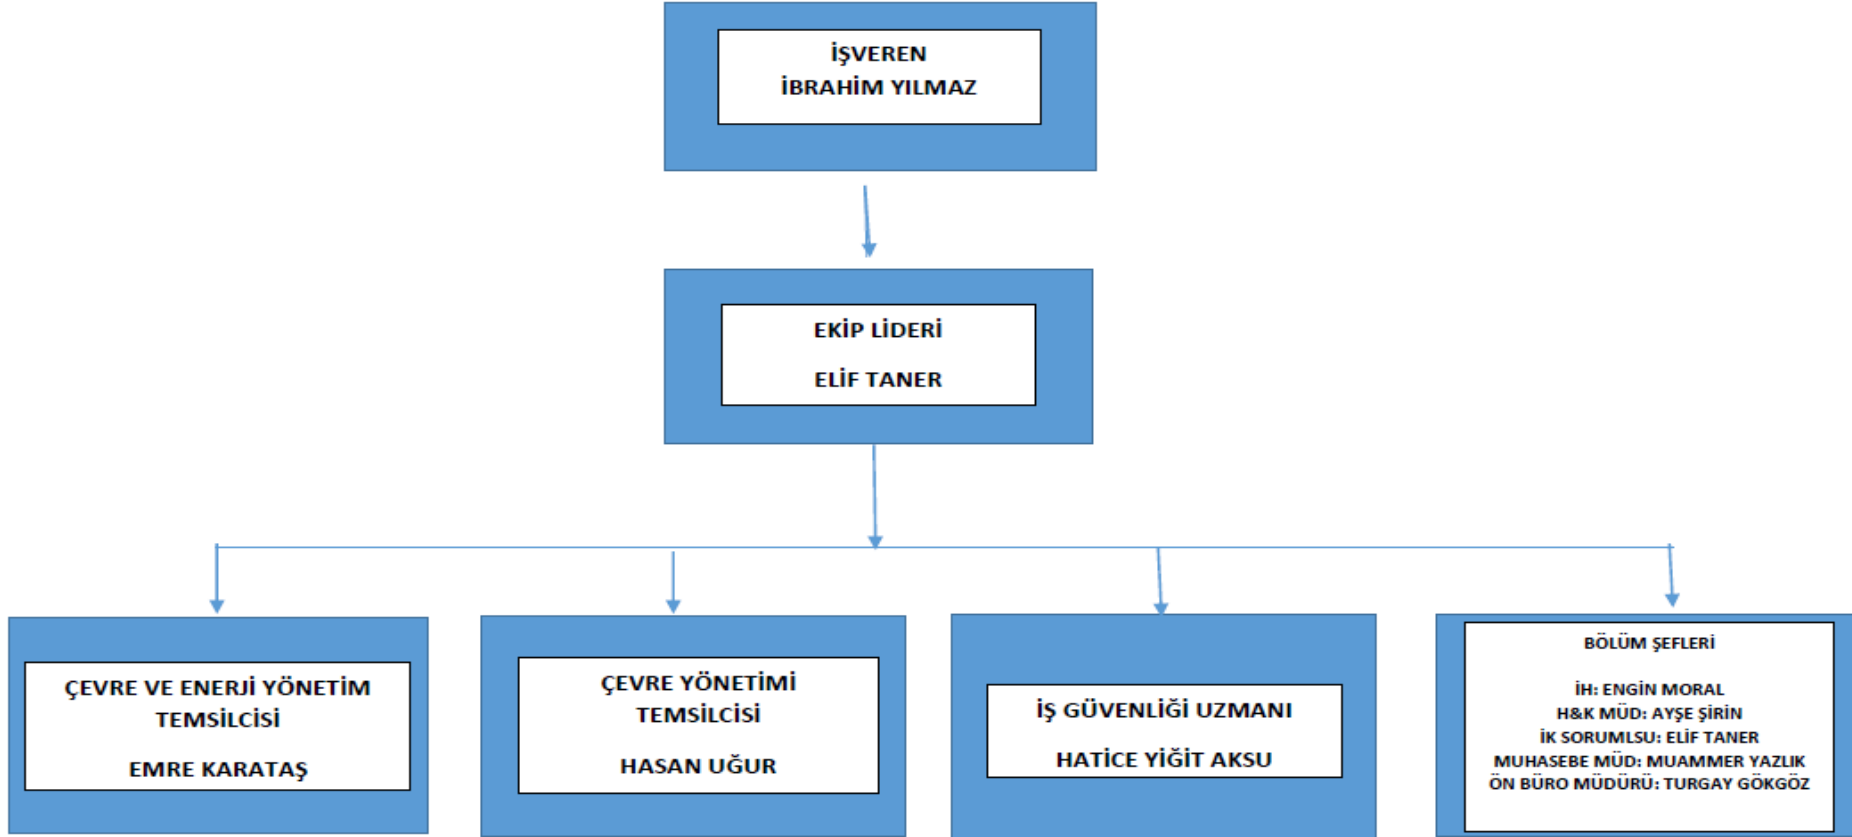 İŞVEREN
İBRAHİM YILMAZ
EKİP LİDERİ
ELİF TANER
ÇEVRE VE ENERJİ YÖNETİM
TEMSİLCİSİ
EMRE KARATAŞ
ÇEVRE YÖNETİMİ
TEMSİLCİSİ
HASAN UĞUR
İŞ GÜVENLİĞİ UZMANI
HATİCE YİĞİT AKSU
BÖLÜM ŞEFLERİ
İH: ENGİN MORAL
H&K MÜD: AYŞE ŞİRİN
İK SORUMLSU: ELİF TANER
MUHASEBE MÜD: MUAMMER YAZLIK
ÖN BÜRO MÜDÜRÜ: TURGAY GÖKGÖZ